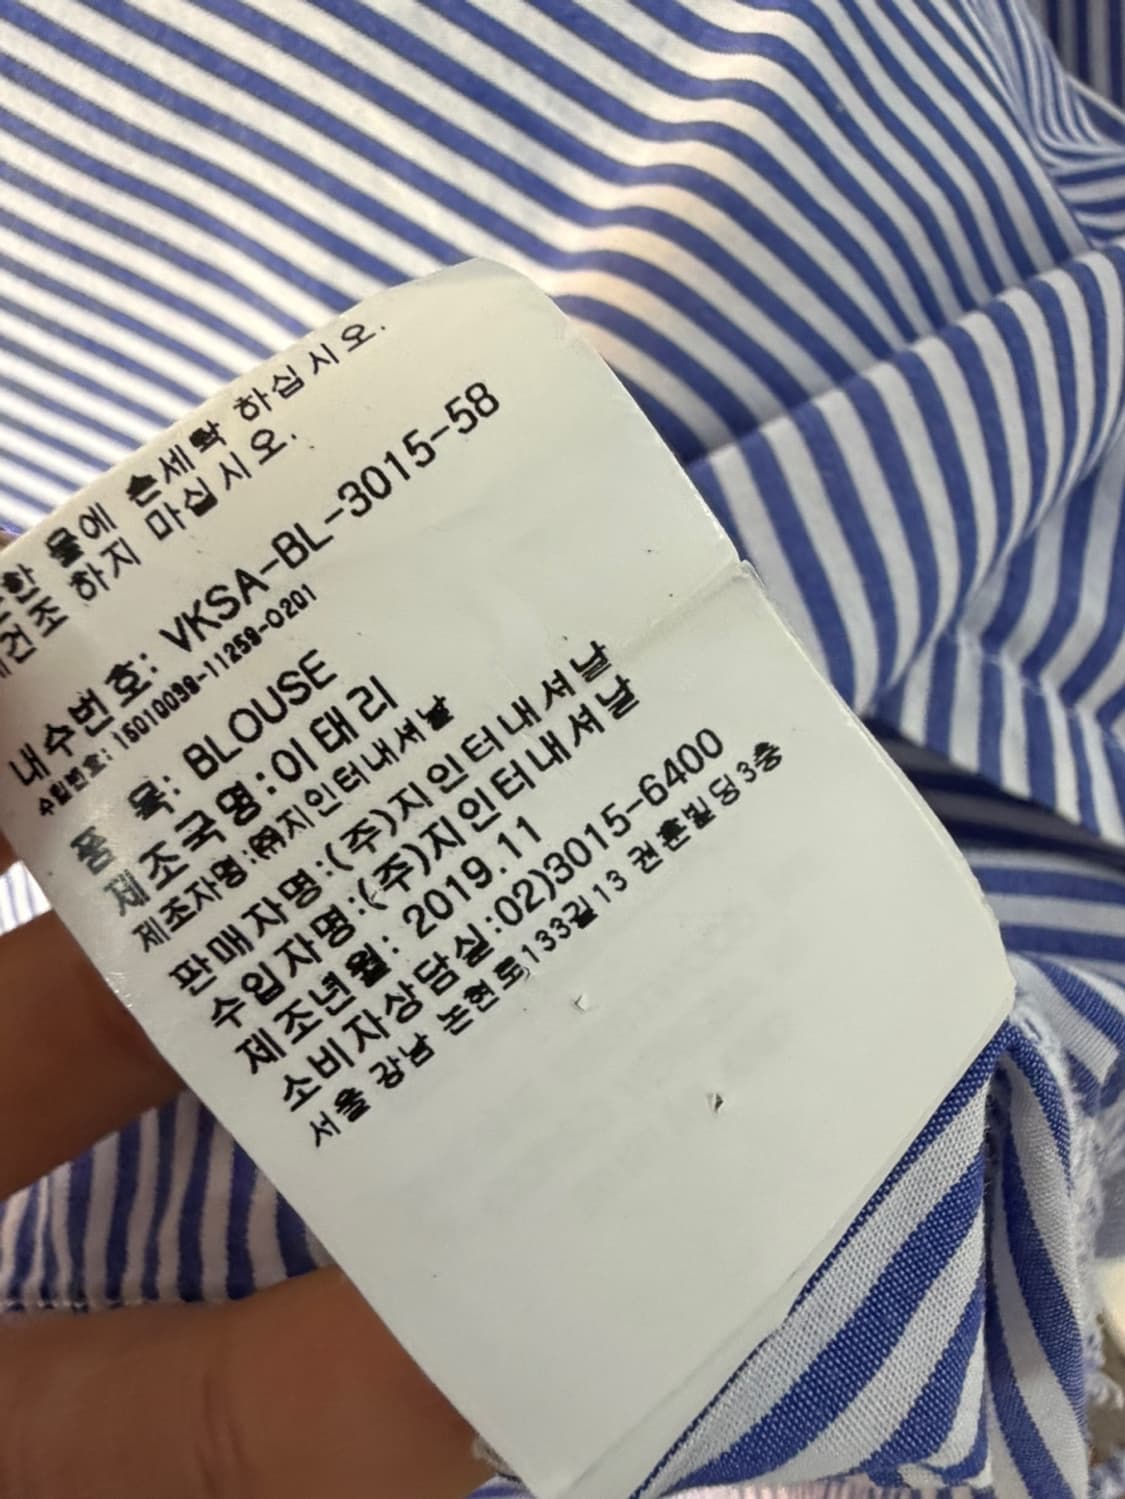 한 물에 손세탁 하십시오.
건조 하지 마십시오.
내수번호: VKSA-BL-3015-58
수립번호: 15010098-11259-0201
품 목: BLOUSE
제조국명:이태리
제조자명:㈜지인터내셔날
판매자명:(주)지인터내셔날
수입자명:(주)지인터내셔날
제조년월: 2019.11
소비자상담실:02)3015-6400
서울 강남 논현로133길13 권훈빌딩3층